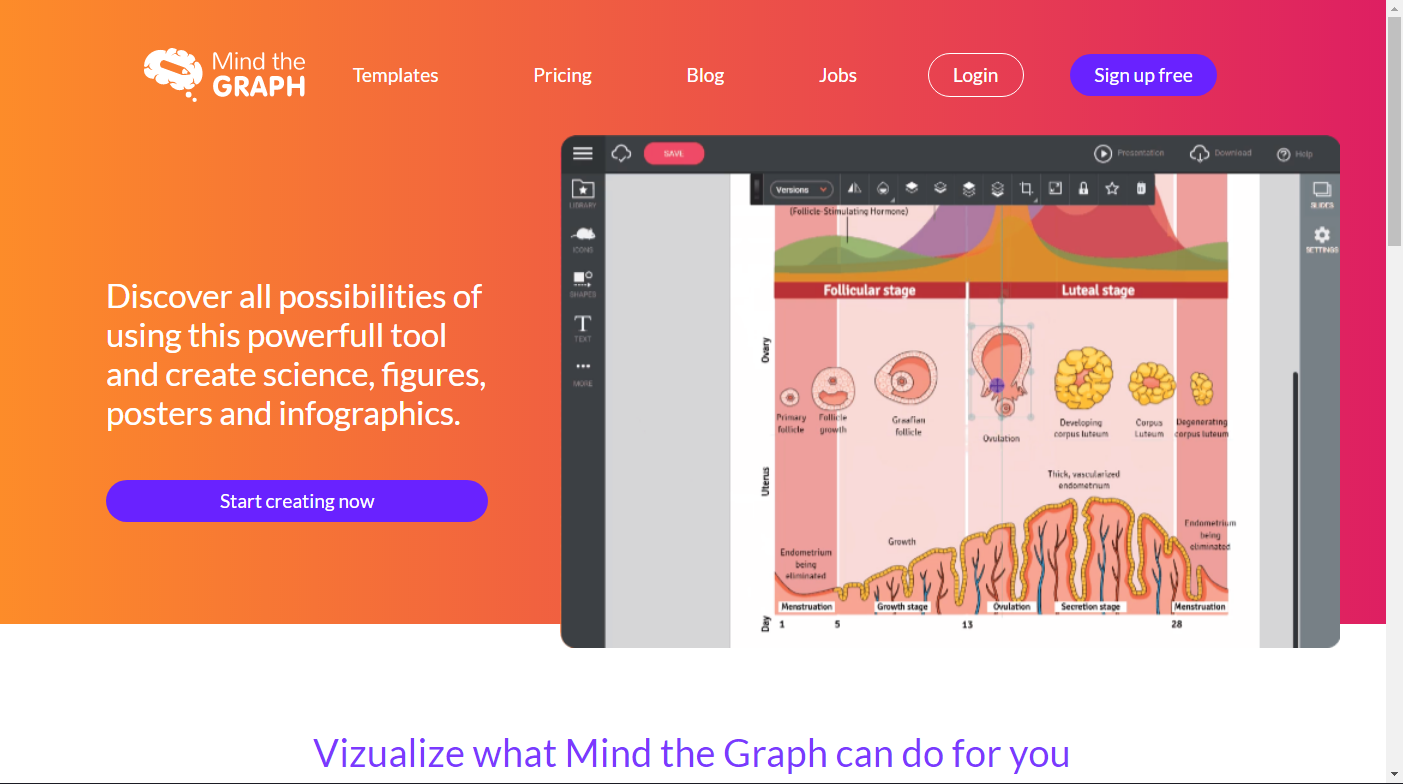 Mind the
GRAPH
Templates
Pricing
Blog
Jobs
Login
Sign up free
Discover all possibilities of
using this powerfull tool
and create science, figures,
posters and infographics.
Start creating now
SAVE
Presentation
Download
Help
LIBRARY
ICONS
SHAPES
T
TEXT
MORE
Versions
SLIDES
SETTINGS
(Follicle-Stimulating Hormone)
Follicular stage
Luteal stage
Ovary
Primary
follicle
Follicle
growth
Graafian
follicle
Ovulation
Developing
corpus luteum
Corpus
Luteum
Degenerating
corpus luteum
Uterus
Thick, vascularized
endometrium
Endometrium
being
eliminated
Growth
Endometrium
being
eliminated
Menstruation
Growth stage
Ovulation
Secretion stage
Menstruation
Day
1
5
13
28
Vizualize what Mind the Graph can do for you